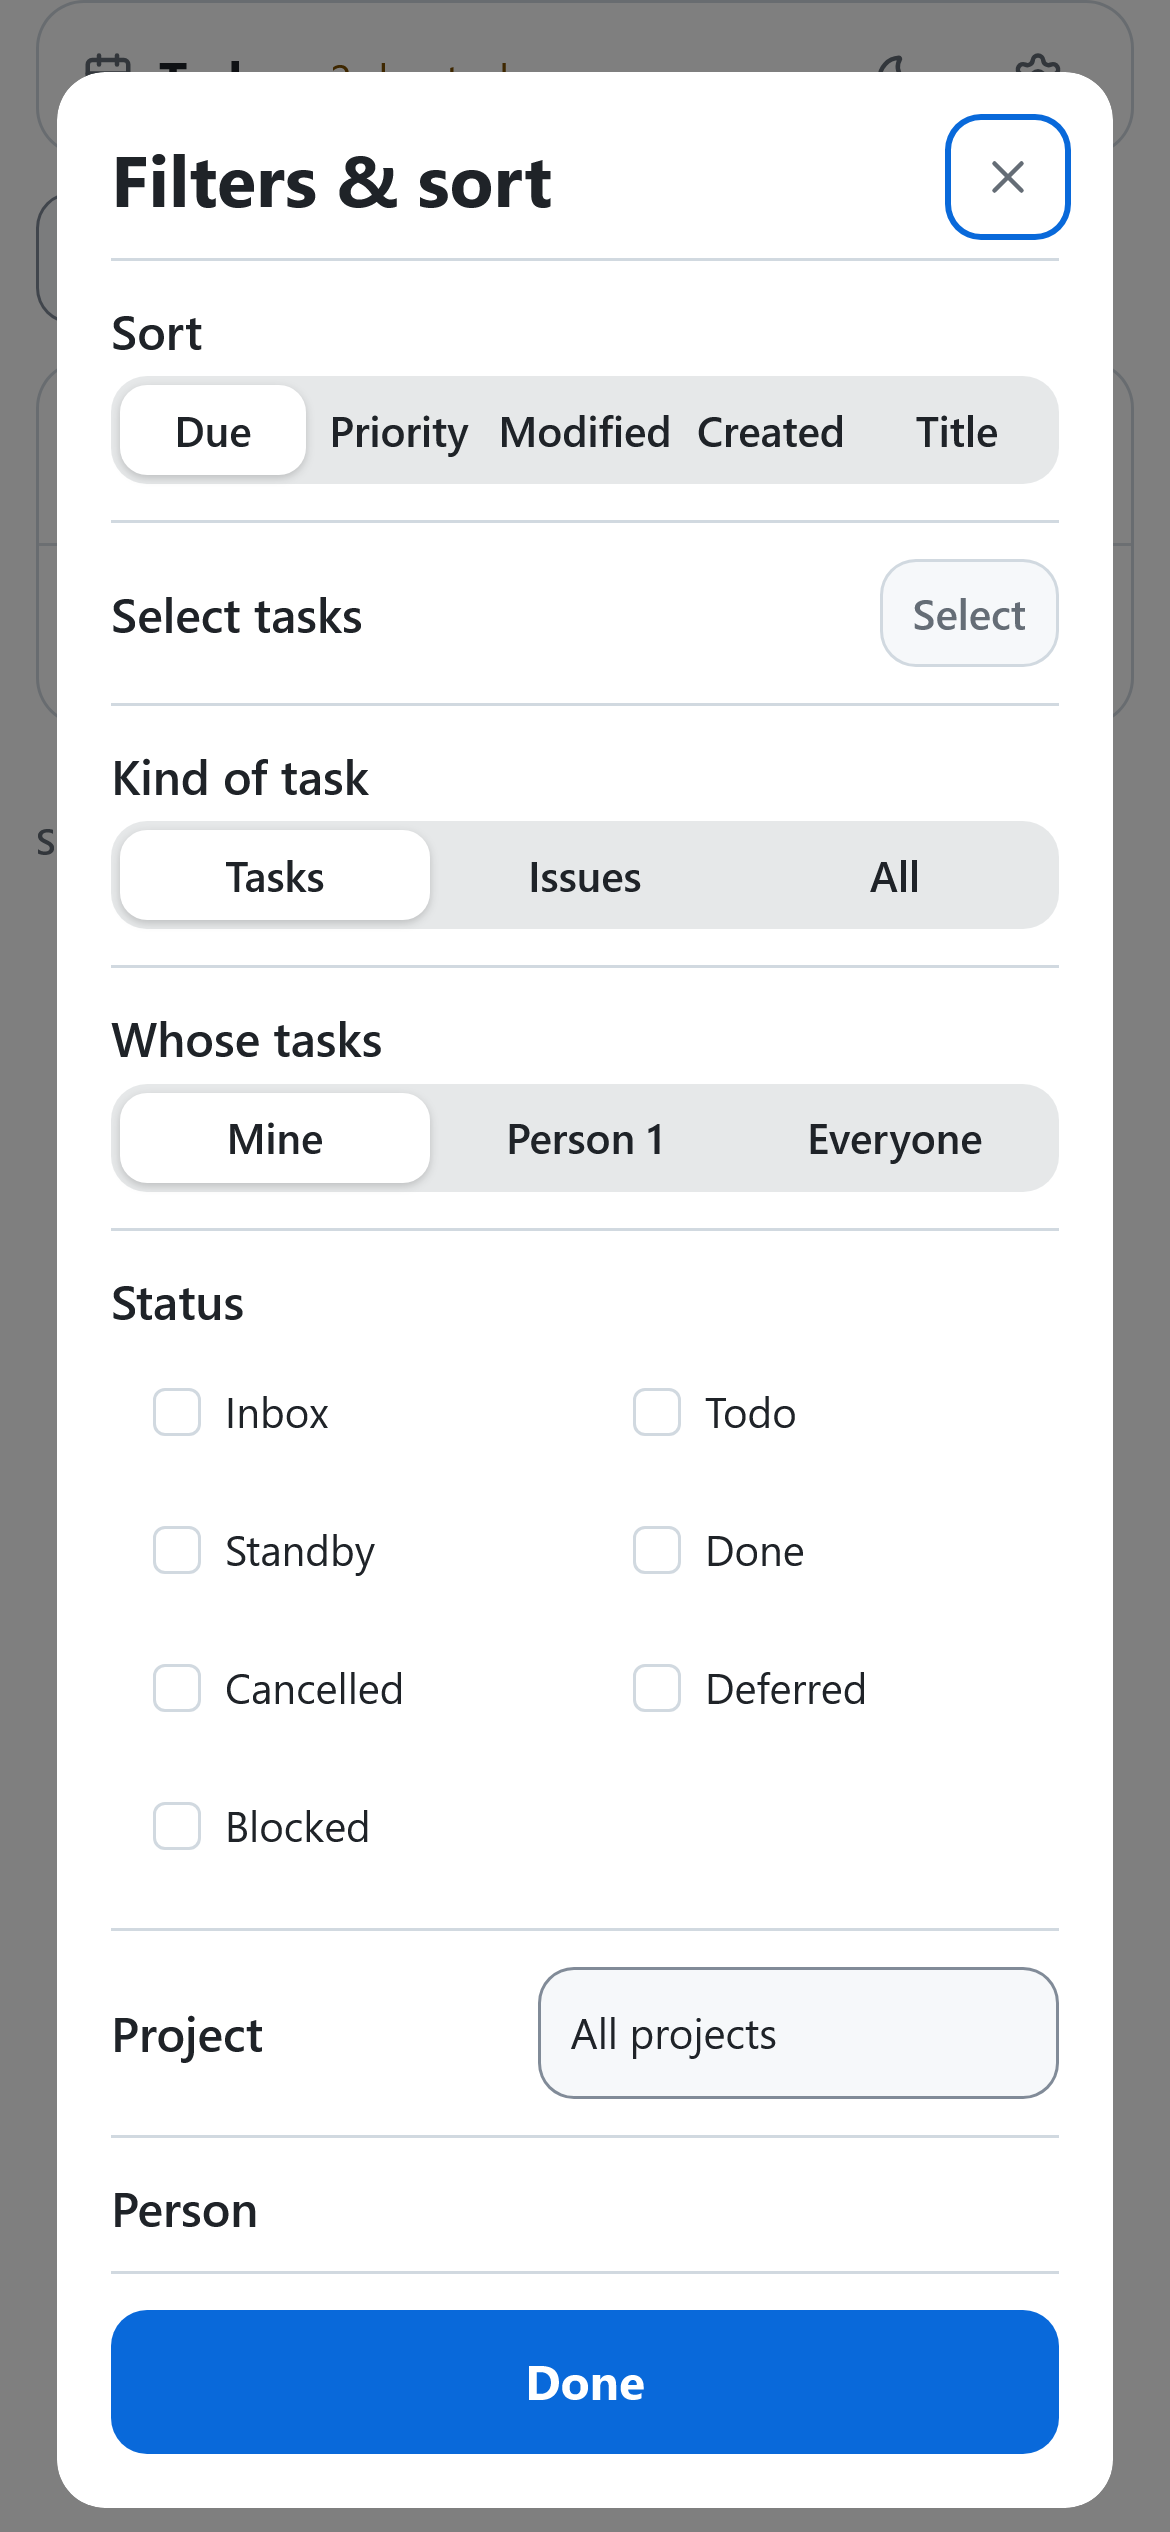 Filters & sort
Sort
Due Priority Modified Created Title
Select tasks Select
Kind of task
Tasks Issues All
Whose tasks
Mine Person 1 Everyone
Status
Inbox Todo
Standby Done
Cancelled Deferred
Blocked
Project All projects
Person
Done